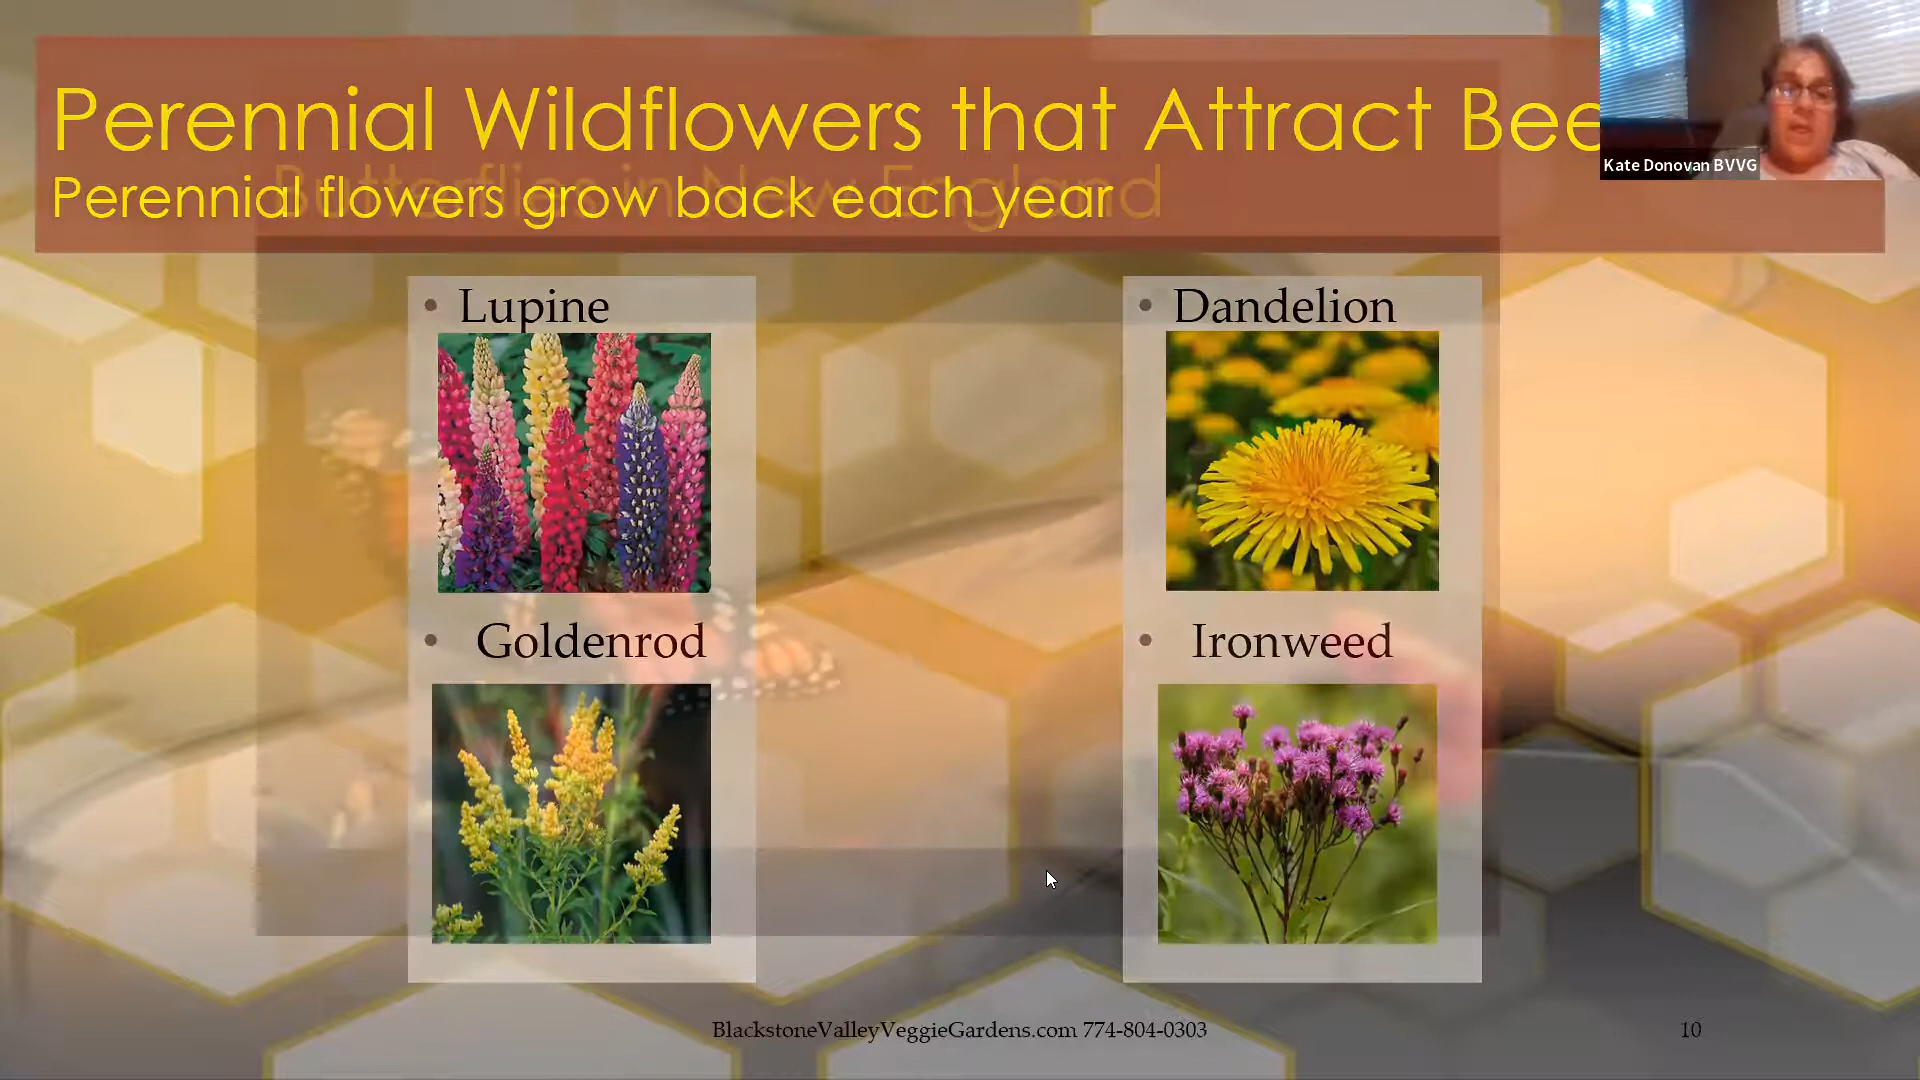 Perennial Wildflowers that Attract Bee
Butterflies in New England
Perennial flowers grow back each year
Kate Donovan BVVG
• Lupine
• Dandelion
• Goldenrod
• Ironweed
BlackstoneValleyVeggieGardens.com 774-804-0303
10